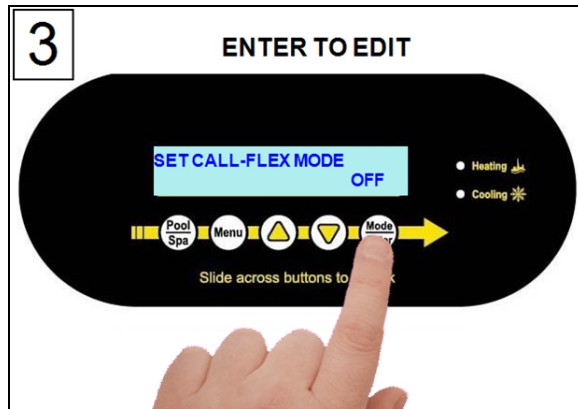 3
ENTER TO EDIT
SET CALL-FLEX MODE
OFF
Heating
Cooling
Pool
Spa
Menu
Mode
Slide across buttons to